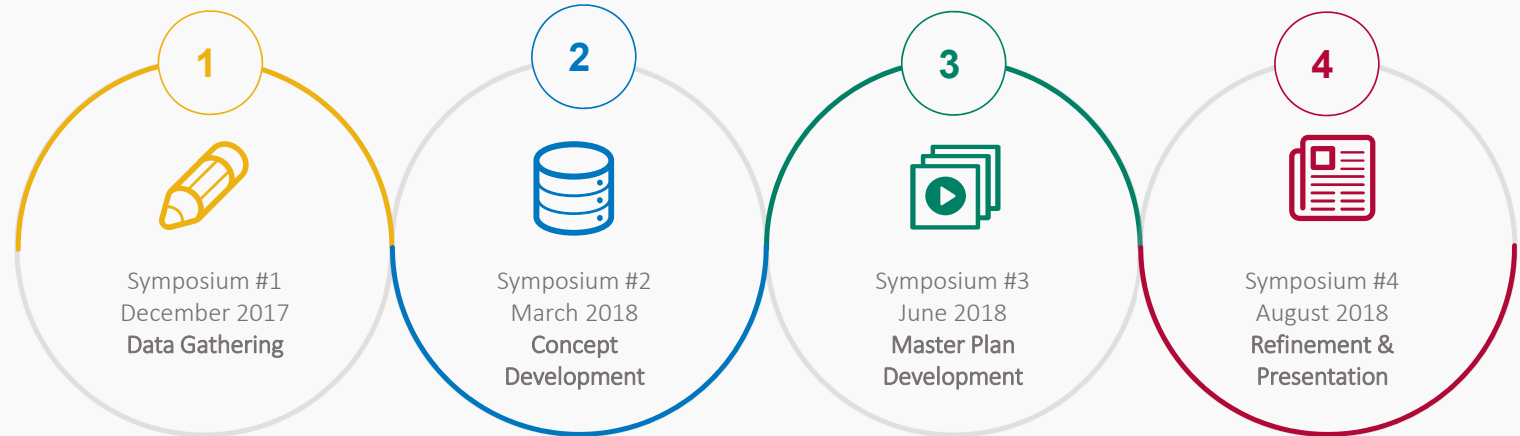 1
Symposium #1
December 2017
Data Gathering
2
Symposium #2
March 2018
Concept
Development
3
Symposium #3
June 2018
Master Plan
Development
4
Symposium #4
August 2018
Refinement &
Presentation